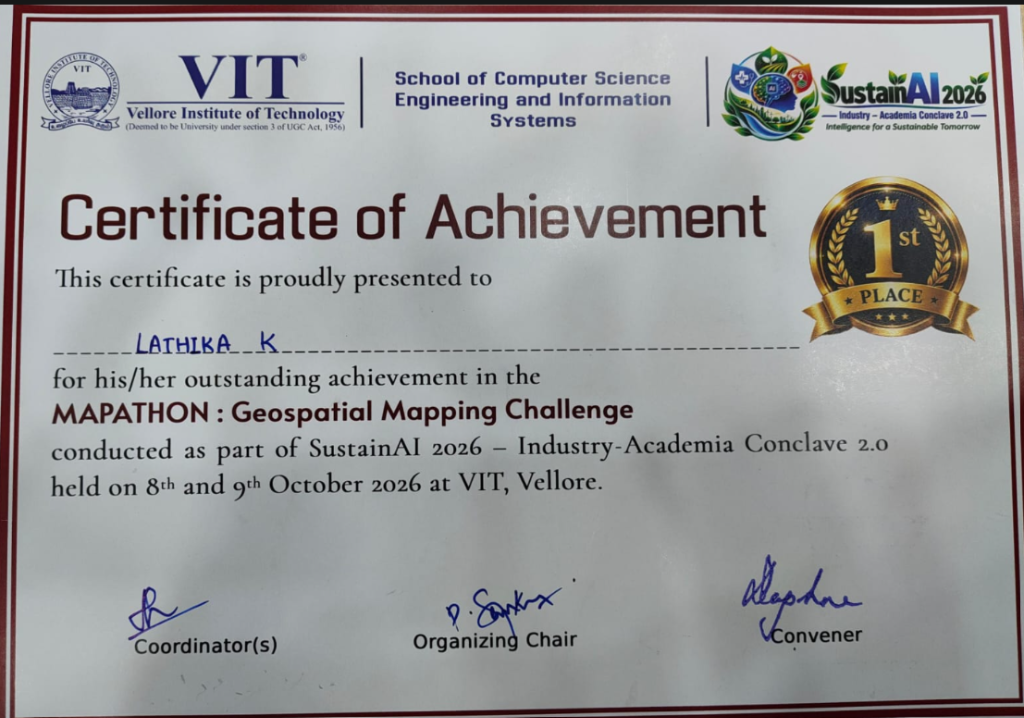 VIT
VIT®
Vellore Institute of Technology
(Deemed to be University under section 3 of UGC Act, 1956)
School of Computer Science
Engineering and Information
Systems
SustainAI 2026
Industry – Academia Conclave 2.0
Intelligence for a Sustainable Tomorrow
Certificate of Achievement
1st
PLACE
This certificate is proudly presented to
LATHIKA K
for his/her outstanding achievement in the
MAPATHON : Geospatial Mapping Challenge
conducted as part of SustainAI 2026 – Industry-Academia Conclave 2.0
held on 8th and 9th October 2026 at VIT, Vellore.
Coordinator(s)
Organizing Chair
Convener